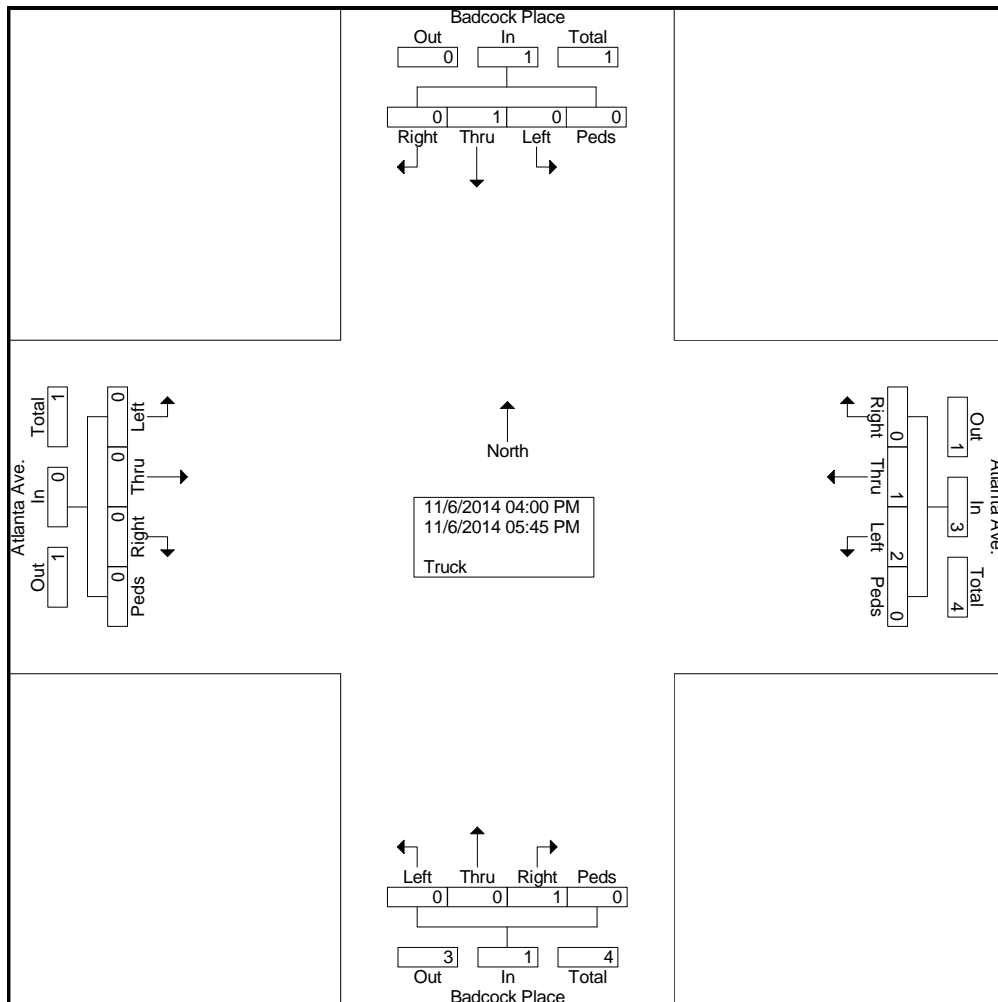 Badcock Place
Out In Total
0 1 1
0 1 0 0
Right Thru Left Peds
Atlanta Ave.
Total In Out
1 0 1
0 0 0 0
Left Thru Right Peds
North
11/6/2014 04:00 PM
11/6/2014 05:45 PM
Truck
Right Thru Left Peds
0 1 2 0
Out In Total
1 3 4
Atlanta Ave.
Left Thru Right Peds
0 0 1 0
3 1 4
Out In Total
Badcock Place